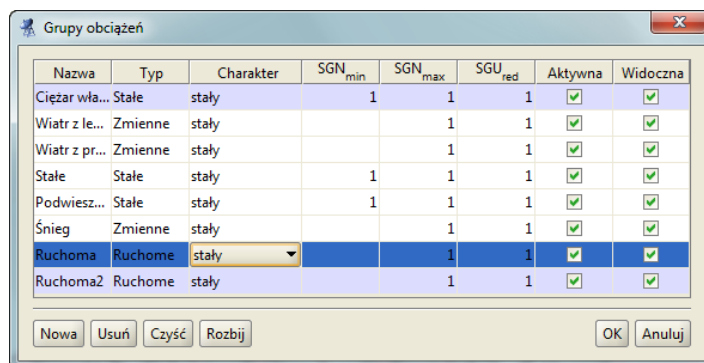 Grupy obciążeń
Nazwa Typ Charakter SGNmin SGNmax SGUred Aktywna Widoczna
Ciężar wła... Stałe stały 1 1 1
Wiatr z le... Zmienne stały 1 1
Wiatr z pr... Zmienne stały 1 1
Stałe Stałe stały 1 1 1
Podwiesz... Stałe stały 1 1 1
Śnieg Zmienne stały 1 1
Ruchoma Ruchome stały 1 1
Ruchoma2 Ruchome stały 1 1
Nowa Usuń Czyść Rozbij OK Anuluj